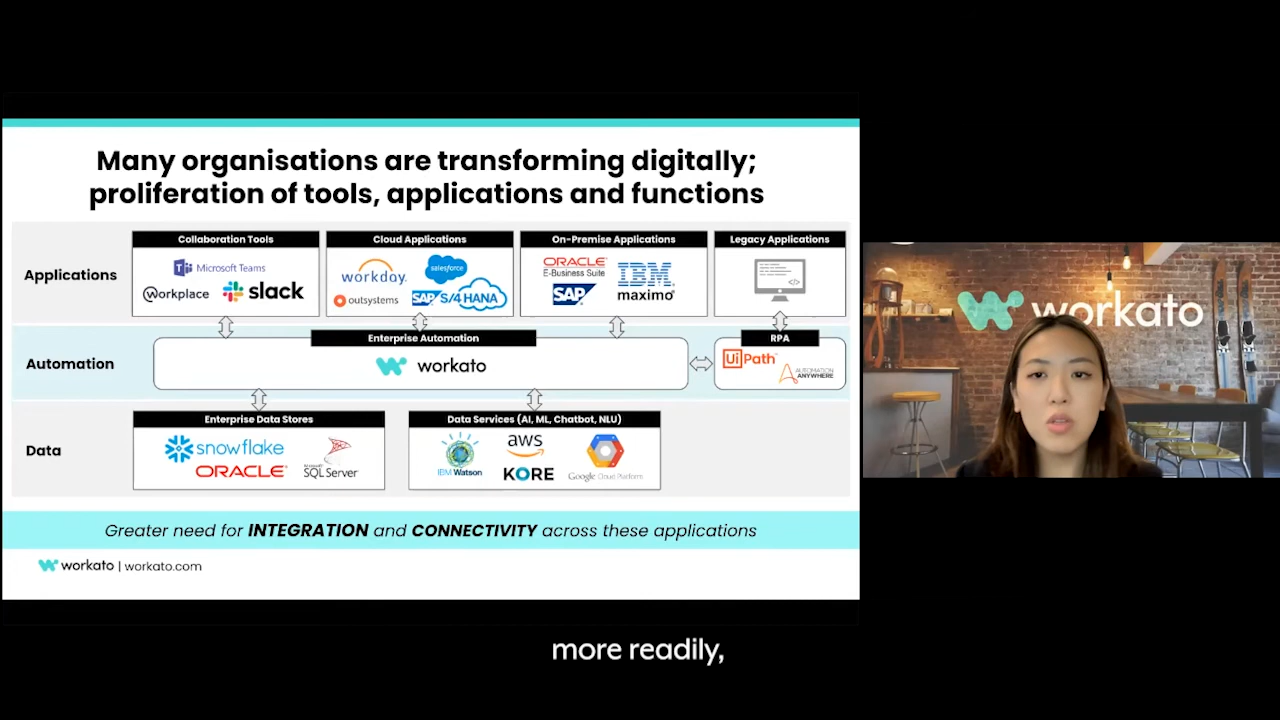 Many organisations are transforming digitally;
proliferation of tools, applications and functions
Applications
Collaboration Tools
Microsoft Teams
workplace
slack
Cloud Applications
workday.
salesforce
outsystems
SAP S/4HANA
On-Premise Applications
ORACLE
E-Business Suite
IBM
SAP
maximo
Legacy Applications
</>
Automation
Enterprise Automation
workato
RPA
UiPath
AUTOMATION
ANYWHERE
Data
Enterprise Data Stores
snowflake
ORACLE
Microsoft
SQL Server
Data Services (AI, ML, Chatbot, NLU)
IBM Watson
aws
KORE
Google Cloud Platform
Greater need for INTEGRATION and CONNECTIVITY across these applications
workato | workato.com
workato
more readily,